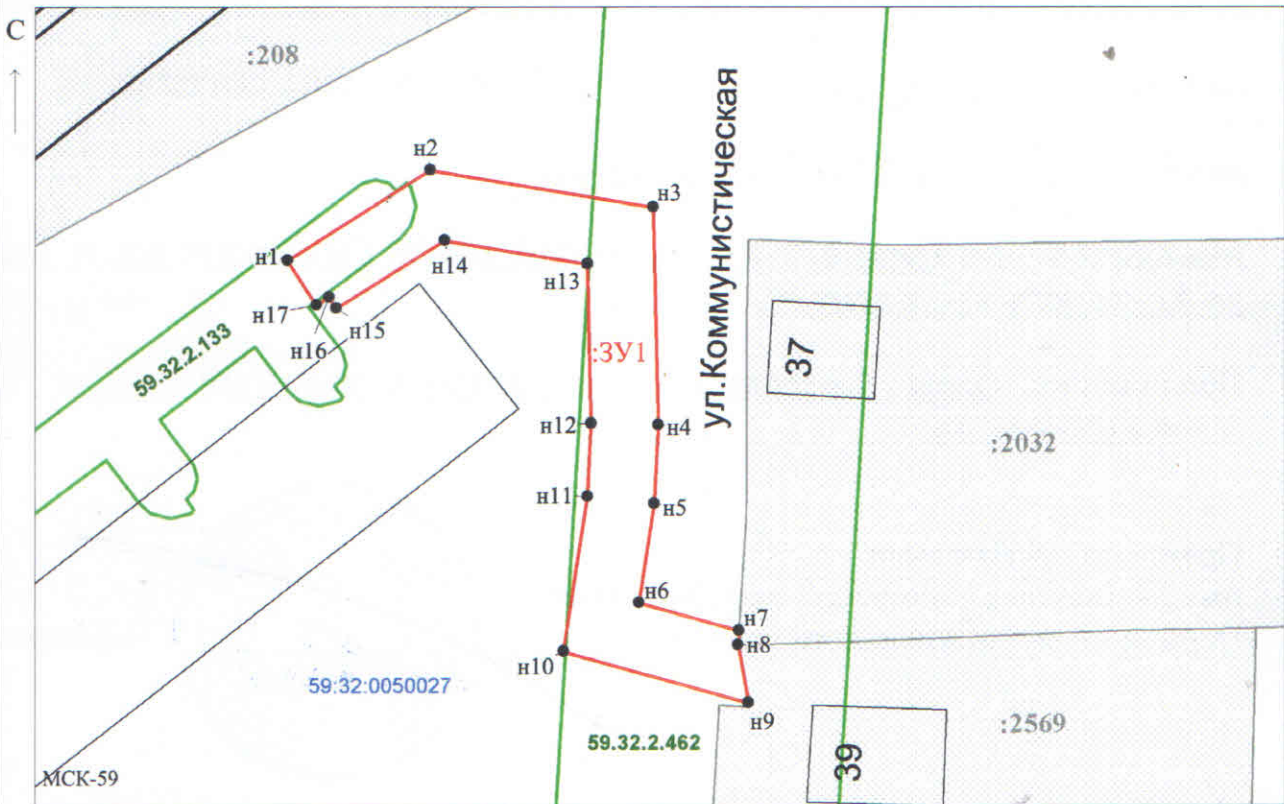 С
:208
н2
н3
ул.Коммунистическая
н1
н14
н13
н17
н16
н15
59.32.2.133
:ЗУ1
37
н12
н4
:2032
н11
н5
н6
н7
н8
н10
59:32:0050027
н9
59.32.2.462
:2569
39
МСК-59